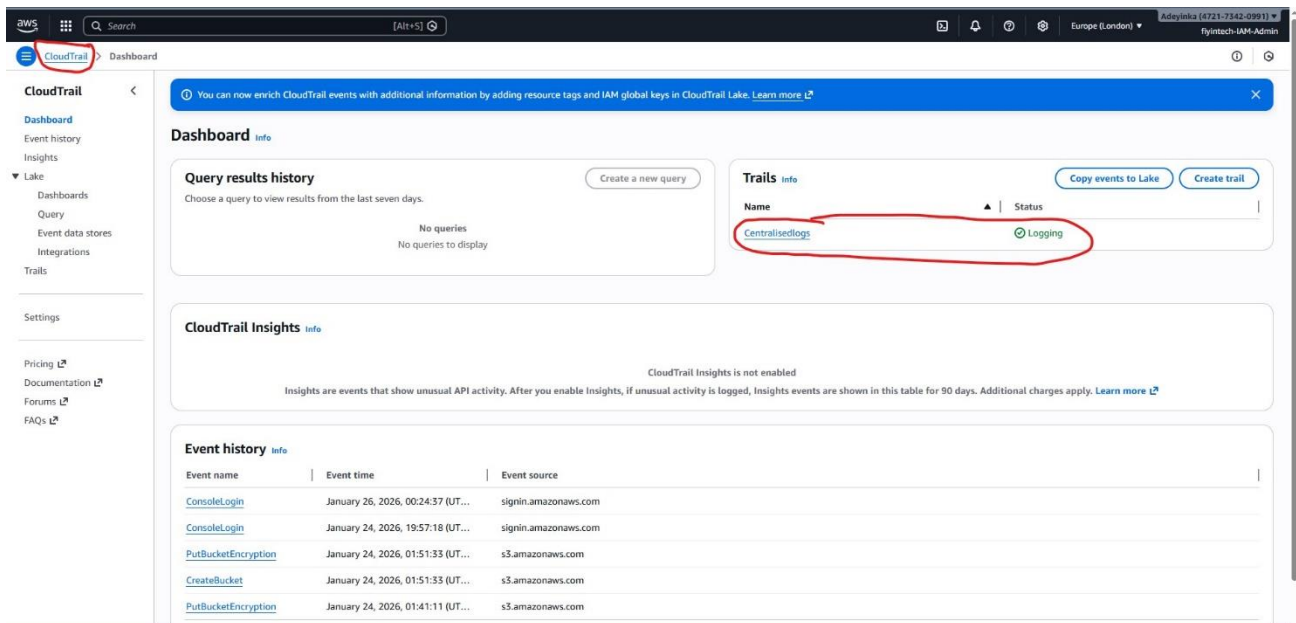 aws
Search [Alt+S] Europe (London) Adeyinka (4721-7342-0991)
fiyintech-IAM-Admin
CloudTrail > Dashboard
CloudTrail
Dashboard
Event history
Insights
Lake
Dashboards
Query
Event data stores
Integrations
Trails
Settings
Pricing
Documentation
Forums
FAQs
You can now enrich CloudTrail events with additional information by adding resource tags and IAM global keys in CloudTrail Lake. Learn more
Dashboard Info
Query results history Create a new query
Choose a query to view results from the last seven days.
No queries
No queries to display
Trails Info Copy events to Lake Create trail
Name Status
Centralisedlogs Logging
CloudTrail Insights Info
CloudTrail Insights is not enabled
Insights are events that show unusual API activity. After you enable Insights, if unusual activity is logged, Insights events are shown in this table for 90 days. Additional charges apply. Learn more
Event history Info
Event name Event time Event source
ConsoleLogin January 26, 2026, 00:24:37 (UT... signin.amazonaws.com
ConsoleLogin January 24, 2026, 19:57:18 (UT... signin.amazonaws.com
PutBucketEncryption January 24, 2026, 01:51:33 (UT... s3.amazonaws.com
CreateBucket January 24, 2026, 01:51:33 (UT... s3.amazonaws.com
PutBucketEncryption January 24, 2026, 01:41:11 (UT... s3.amazonaws.com